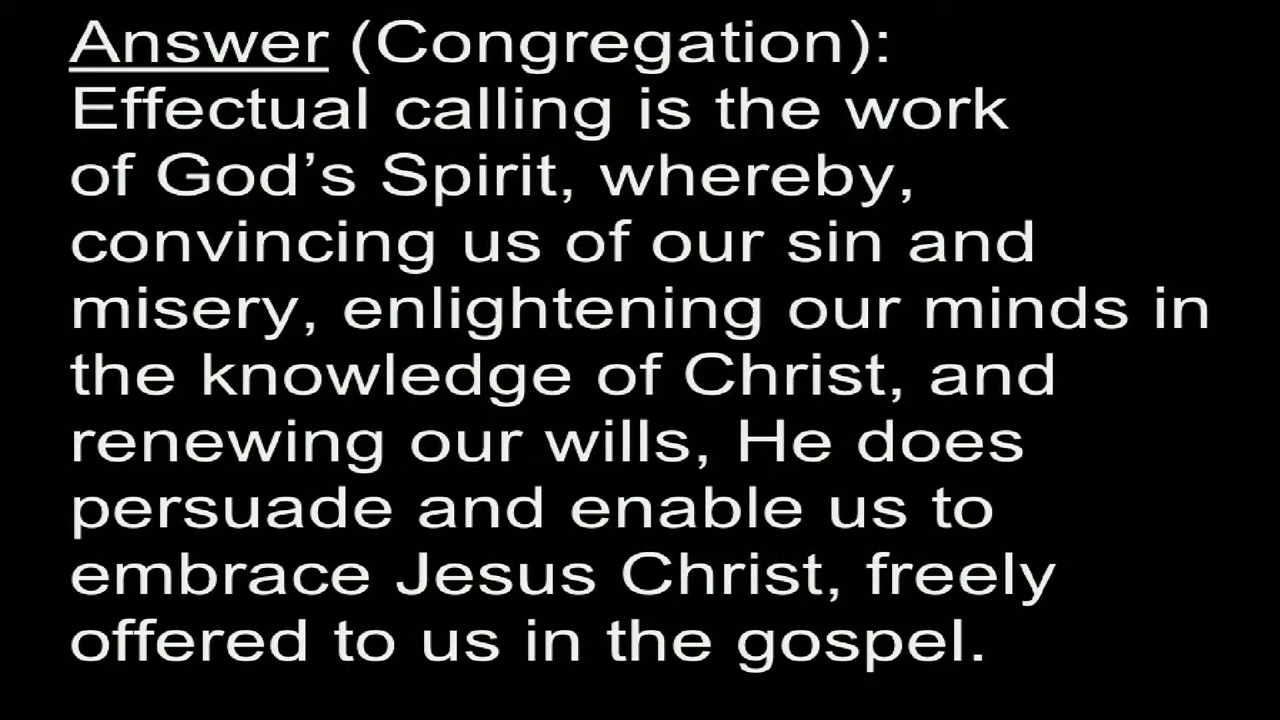 Answer (Congregation):
Effectual calling is the work
of God’s Spirit, whereby,
convincing us of our sin and
misery, enlightening our minds in
the knowledge of Christ, and
renewing our wills, He does
persuade and enable us to
embrace Jesus Christ, freely
offered to us in the gospel.